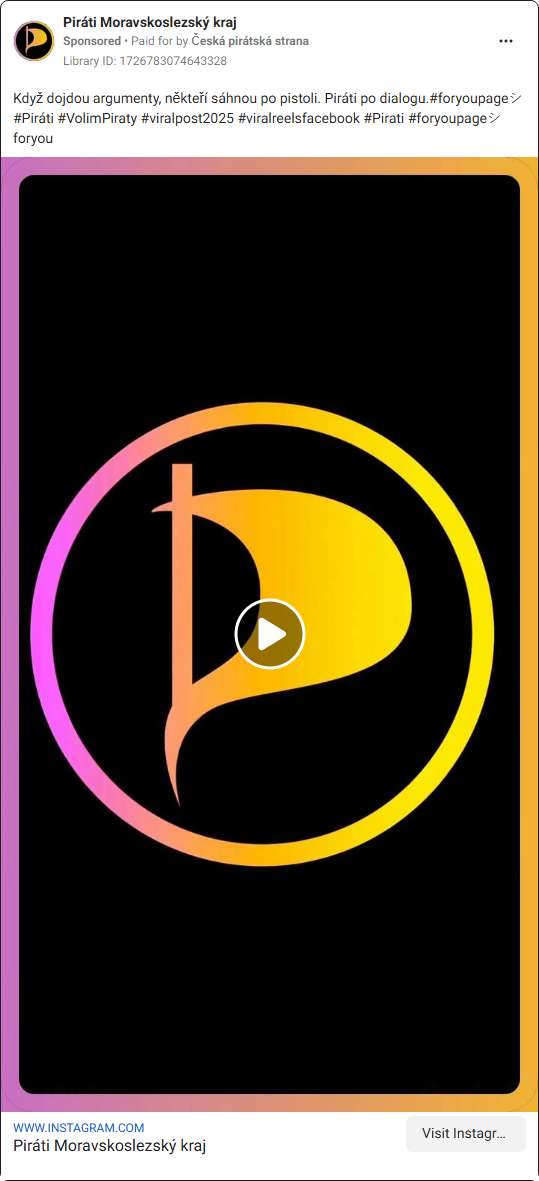 Piráti Moravskoslezský kraj
Sponsored • Paid for by Česká pirátská strana
Library ID: 1726783074643328
Když dojdou argumenty, někteří sáhnou po pistoli. Piráti po dialogu.#foryoupageシ
#Piráti #VolimPiraty #viralpost2025 #viralreelsfacebook #Pirati #foryoupageシ
foryou
WWW.INSTAGRAM.COM
Piráti Moravskoslezský kraj
Visit Instagr...